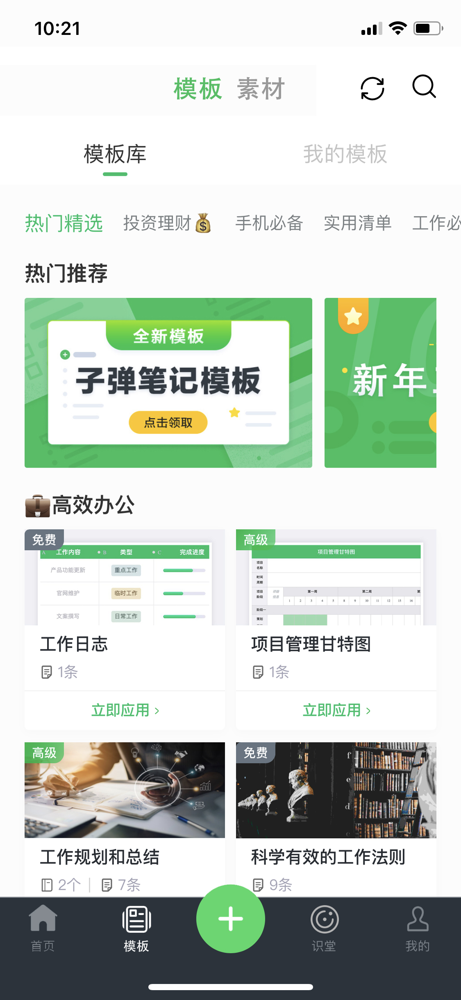 10:21
模板 素材
模板库 我的模板
热门精选 投资理财 手机必备 实用清单 工作必
热门推荐
全新模板
子弹笔记模板
点击领取
新年
高效办公
免费
A 工作内容 B 类型 C 完成进度
产品功能更新 重点工作
官网维护 临时工作
文案撰写 日常工作
工作日志
1条
立即应用 >
高级
项目管理甘特图
项目
名称
时间
周期
项目 详细 第一周 第二周 第
阶段 信息 1 2 3 4 5 8 9 10 11 12 15 16
阶段一
策划
项目管理甘特图
1条
立即应用 >
高级
工作规划和总结
2个 | 7条
免费
h f
e
d
c
科学有效的工作法则
9条
首页 模板 识堂 我的